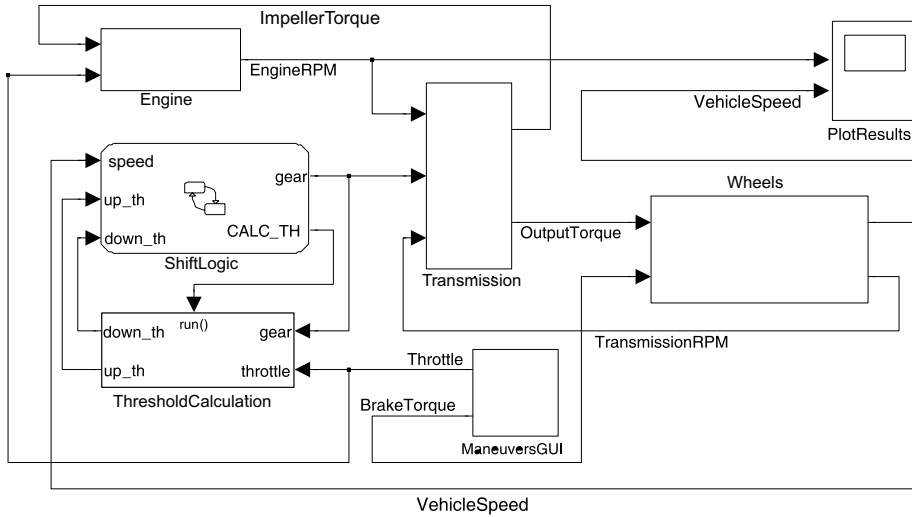 ImpellerTorque
EngineRPM
Engine
VehicleSpeed
PlotResults
speed
gear
up_th
CALC_TH
down_th
ShiftLogic
Wheels
OutputTorque
Transmission
run()
down_th
gear
TransmissionRPM
Throttle
up_th
throttle
ThresholdCalculation
BrakeTorque
ManeuversGUI
VehicleSpeed